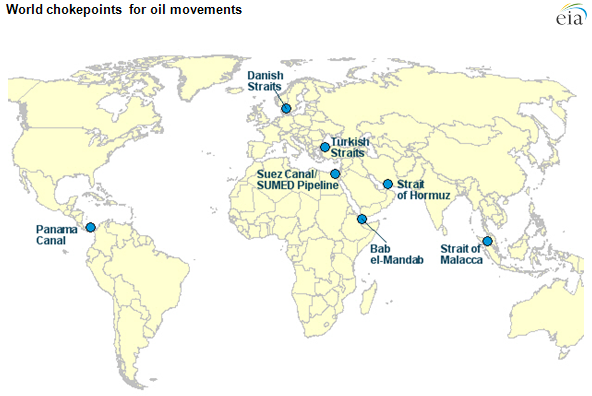 World chokepoints for oil movements
eia
Danish
Straits
Turkish
Straits
Suez Canal/
SUMED Pipeline
Strait
of Hormuz
Panama
Canal
Bab
el-Mandab
Strait of
Malacca